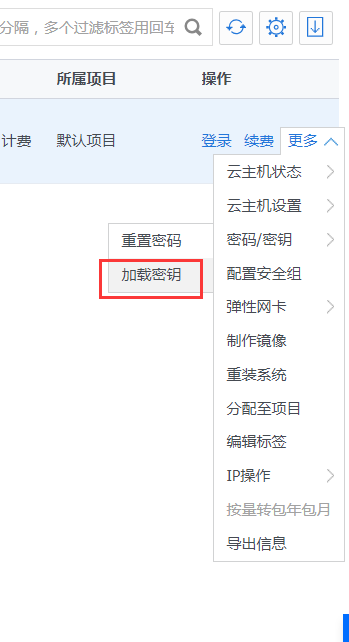 分隔，多个过滤标签用回车
所属项目 操作
计费 默认项目 登录 续费 更多
云主机状态
云主机设置
密码/密钥
重置密码
加载密钥
配置安全组
弹性网卡
制作镜像
重装系统
分配至项目
编辑标签
IP操作
按量转包年包月
导出信息